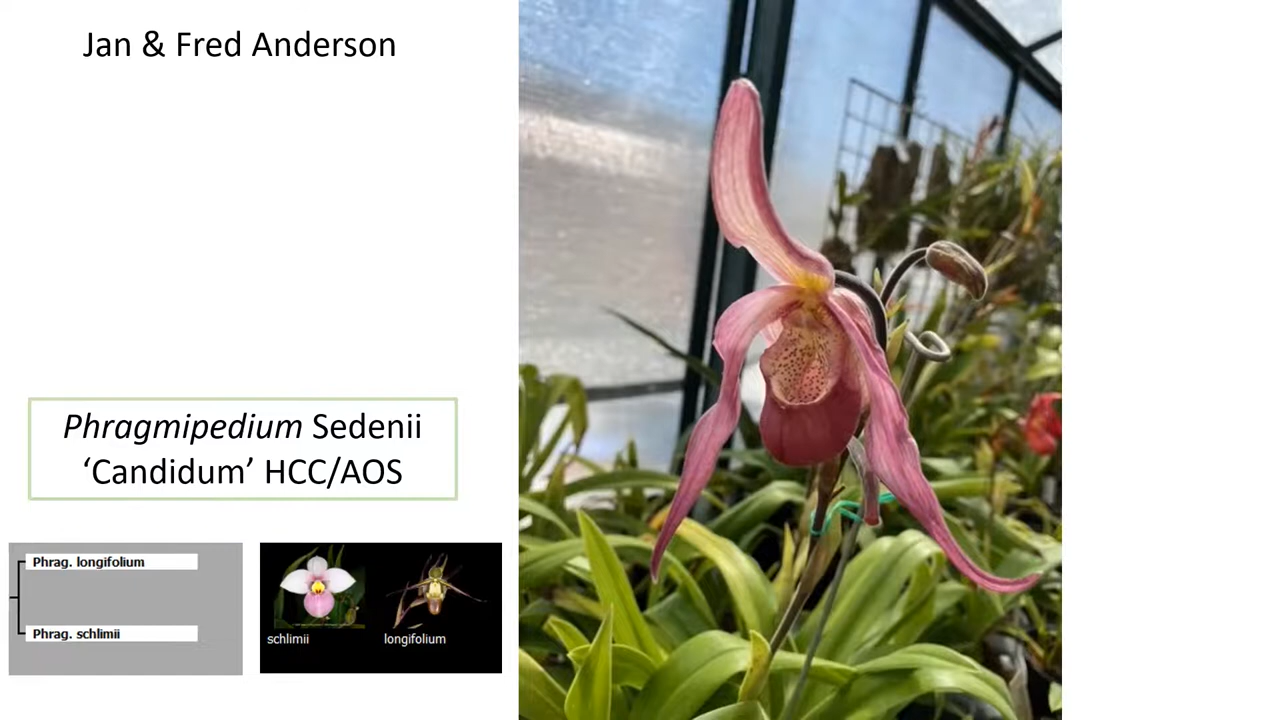 Jan & Fred Anderson
Phragmipedium Sedenii
‘Candidum’ HCC/AOS
Phrag. longifolium
Phrag. schlimii
schlimii
longifolium